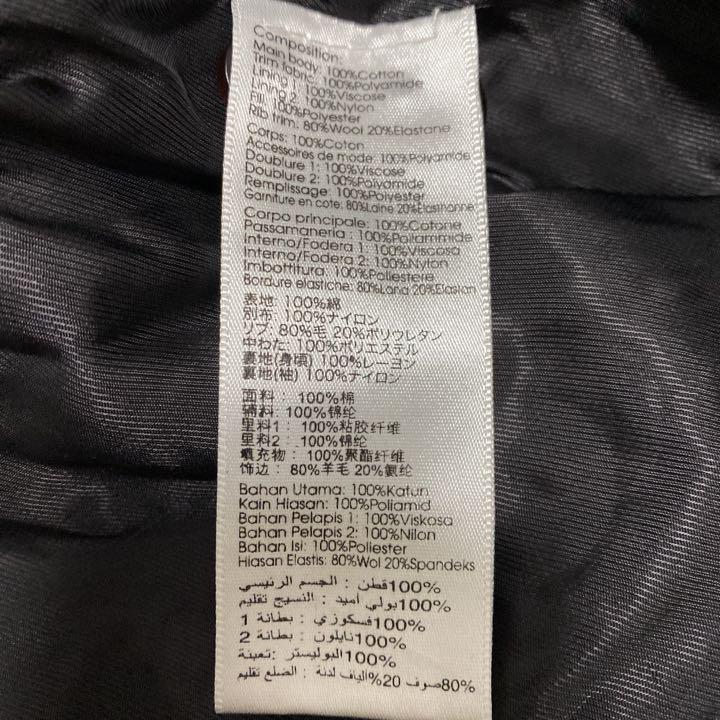 Composition:
Main body: 100%Cotton
Trim fabric: 100%Polyamide
Lining 1: 100%Viscose
Lining 2: 100%Nylon
Fill: 100%Polyester
Rib trim: 80%Wool 20%Elastane
Corps: 100%Coton
Accessoires de mode: 100%Polyamide
Doublure 1: 100%Viscose
Doublure 2: 100%Polyamide
Remplissage: 100%Polyester
Garniture en cote: 80%Laine 20%Élasthanne
Corpo principale: 100%Cotone
Passamaneria : 100%Poliammide
Interno/Fodera 1: 100%Viscosa
Interno/Fodera 2: 100%Nylon
Imbottitura: 100%Poliestere
Bordure elastiche: 80%Lana 20%Elastan
表地: 100%綿
別布: 100%ナイロン
リブ: 80%毛 20%ポリウレタン
中わた: 100%ポリエステル
裏地(身頃) 100%レーヨン
裏地(袖) 100%ナイロン
面料： 100%棉
辅料: 100%锦纶
里料1： 100%粘胶纤维
里料2： 100%锦纶
填充物： 100%聚酯纤维
饰边： 80%羊毛 20%氨纶
Bahan Utama: 100%Katun
Kain Hiasan: 100%Poliamid
Bahan Pelapis 1: 100%Viskosa
Bahan Pelapis 2: 100%Nilon
Bahan Isi: 100%Poliester
Hiasan Elastis: 80%Wol 20%Spandeks
100%قطن : الجسم الرئيسي
100%بولي أميد : النسيج تقليم
100%فسكوزي : بطانة 1
100%نايلون : بطانة 2
100%البوليستر :تعبئة
80%صوف 20%ألياف لدنة : الضلع تقليم